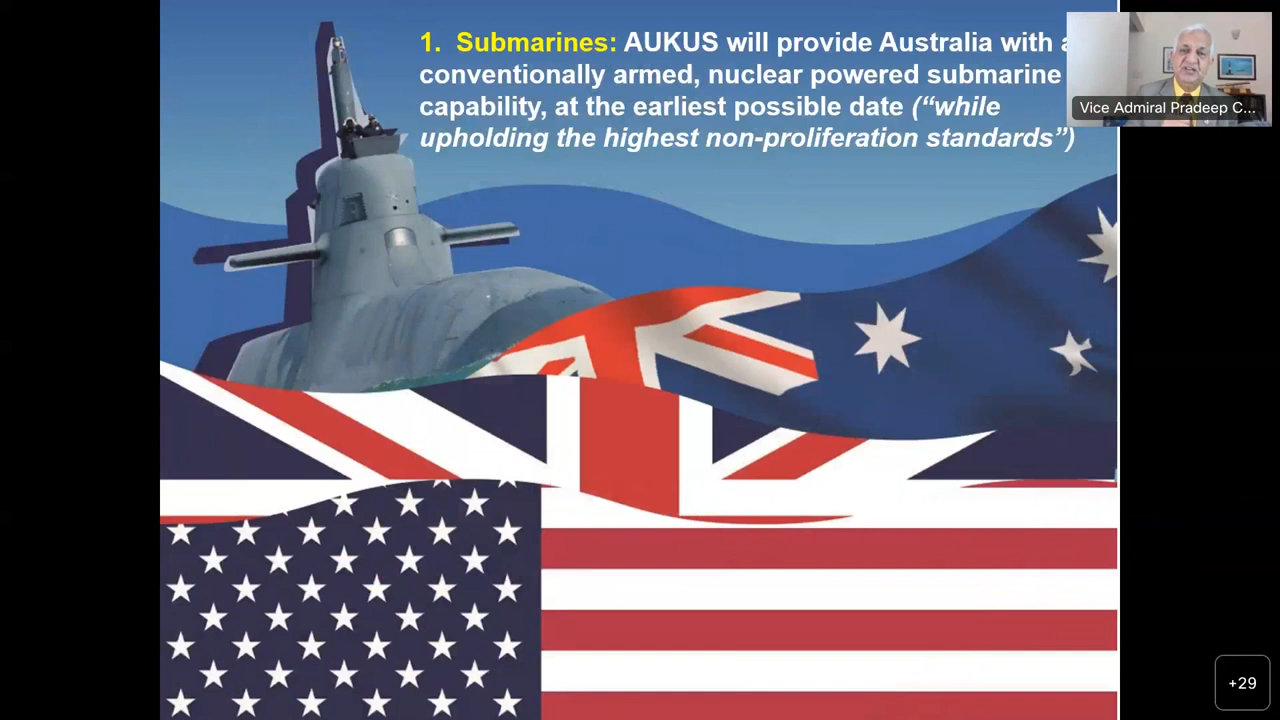 1. Submarines: AUKUS will provide Australia with
conventionally armed, nuclear powered submarine
capability, at the earliest possible date (“while
upholding the highest non-proliferation standards”)
Vice Admiral Pradeep C...
+29